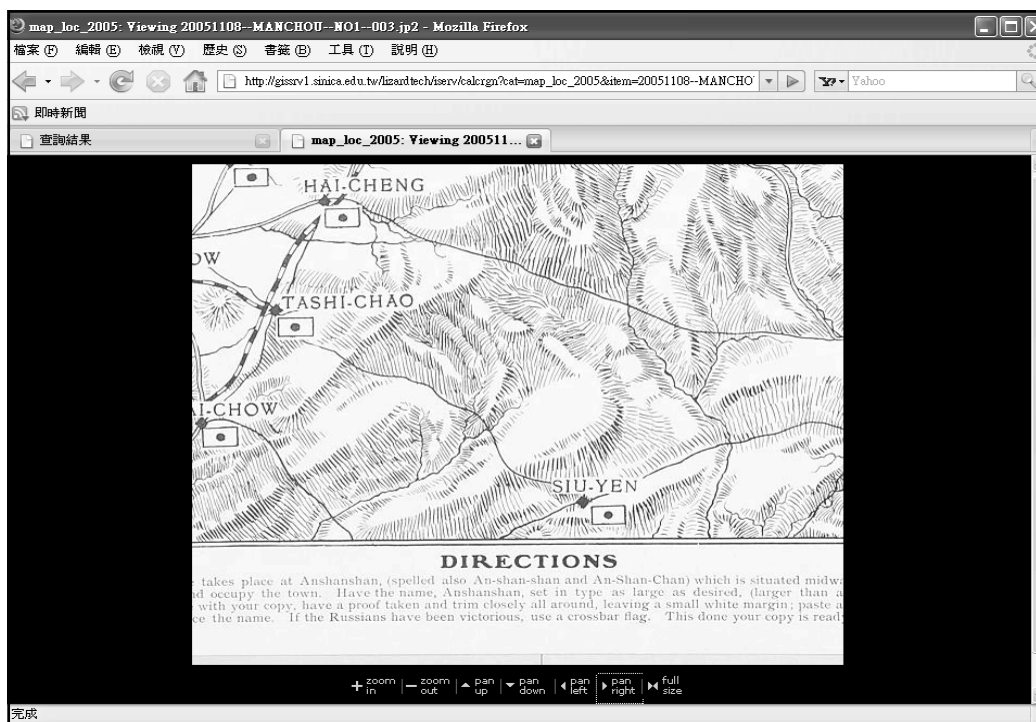 map_loc_2005: Viewing 20051108--MANCHOU--NO1--003.jp2 - Mozilla Firefox
檔案(F) 編輯(E) 檢視(V) 歷史(S) 書籤(B) 工具(T) 說明(H)
http://gissrv1.sinica.edu.tw/lizardtech/iserv/calcrgn?cat=map_loc_2005&item=20051108--MANCHO Yahoo
即時新聞
查詢結果 map_loc_2005: Viewing 200511...
HAI-CHENG
OW
TASHI-CHAO
AI-CHOW
SIU-YEN
DIRECTIONS
takes place at Anshanshan, (spelled also An-shan-shan and An-Shan-Chan) which is situated midwa
nd occupy the town. Have the name, Anshanshan, set in type as large as desired, (larger than a
with your copy, have a proof taken and trim closely all around, leaving a small white margin; paste a
ce the name. If the Russians have been victorious, use a crossbar flag. This done your copy is read
zoom in zoom out pan up pan down pan left pan right full size
完成